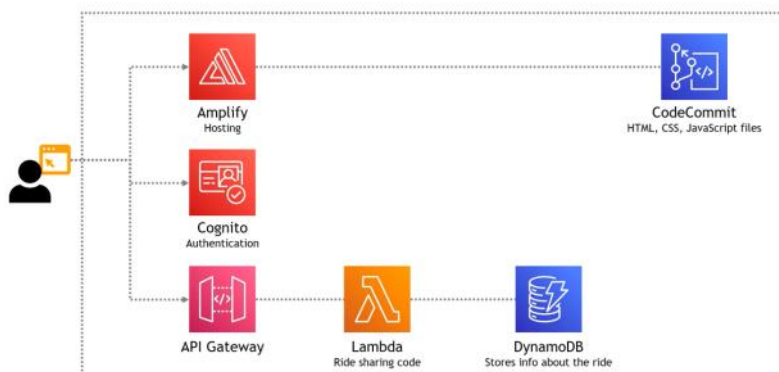 Amplify
Hosting
CodeCommit
HTML, CSS, JavaScript files
Cognito
Authentication
API Gateway
Lambda
Ride sharing code
DynamoDB
Stores info about the ride